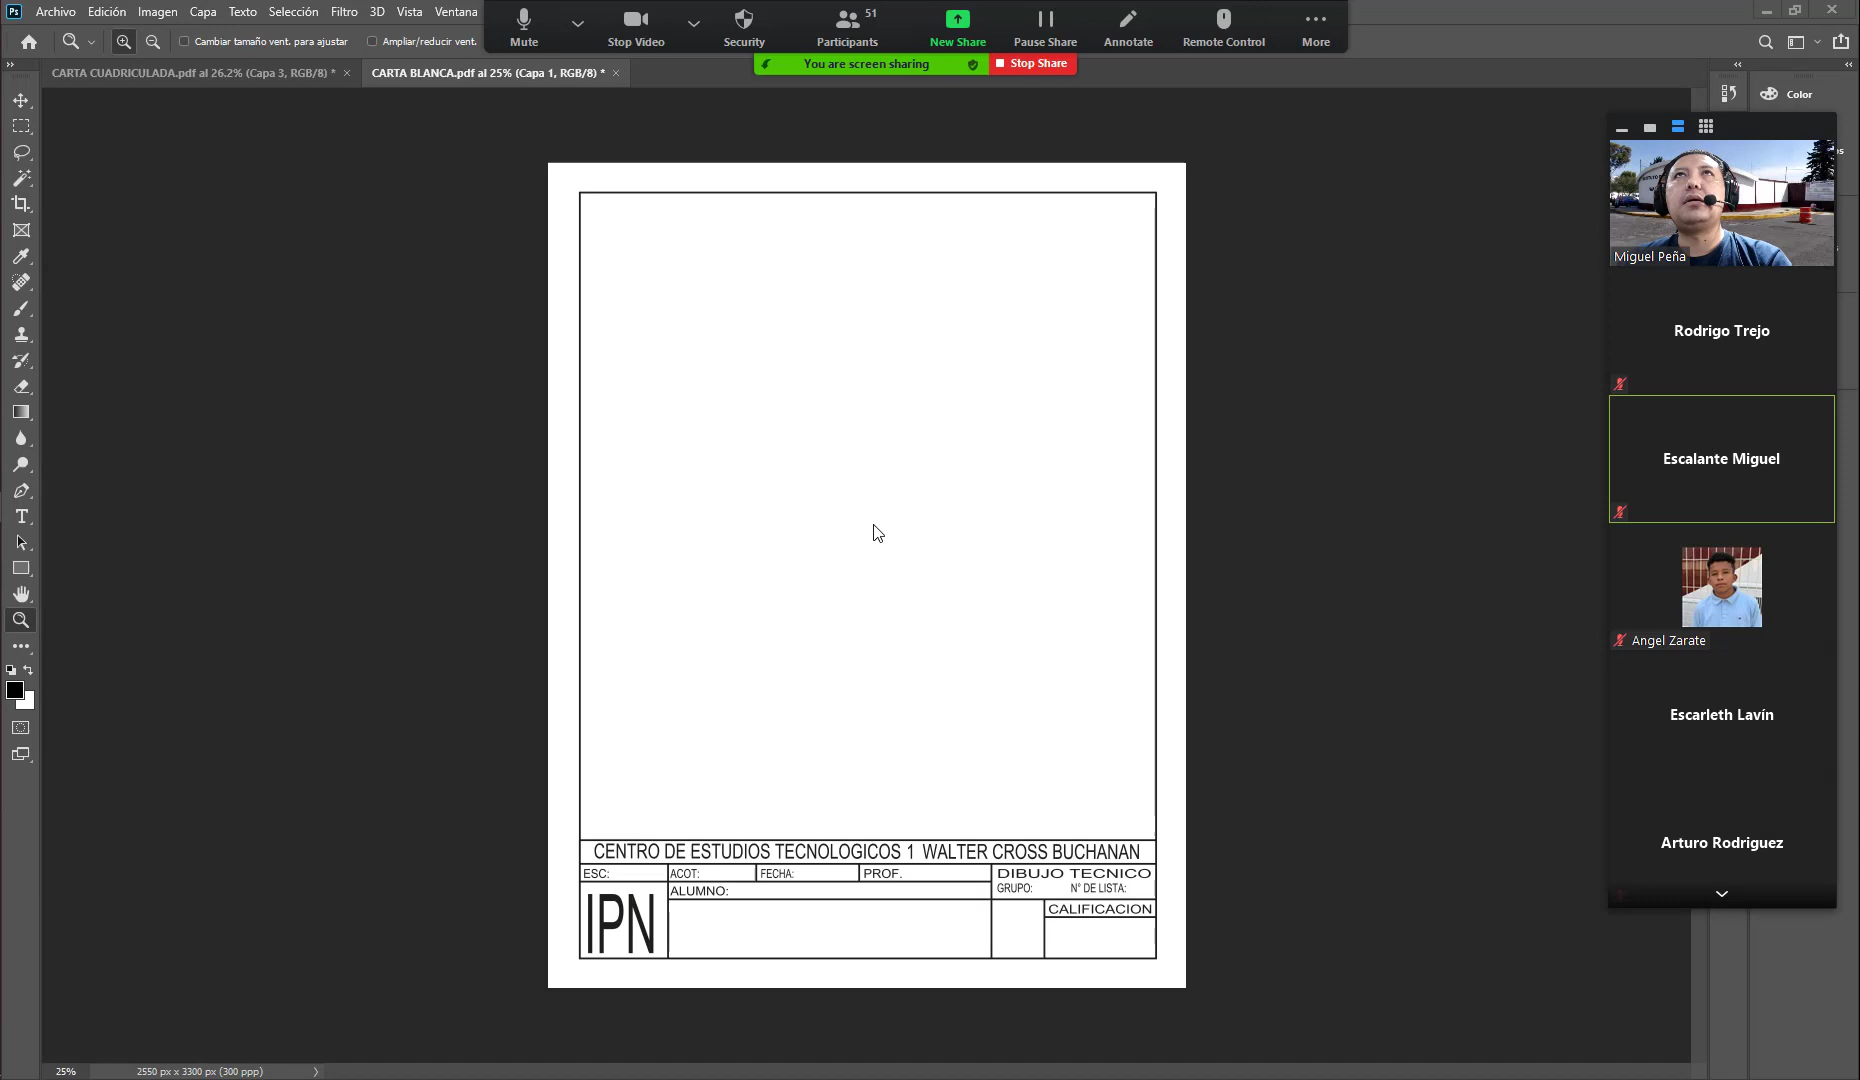 Ps Archivo Edición Imagen Capa Texto Selección Filtro 3D Vista Ventana
Cambiar tamaño vent. para ajustar Ampliar/reducir vent.
51
Mute Stop Video Security Participants New Share Pause Share Annotate Remote Control More
You are screen sharing Stop Share
CARTA CUADRICULADA.pdf al 26.2% (Capa 3, RGB/8) * × CARTA BLANCA.pdf al 25% (Capa 1, RGB/8) * ×
Color
Miguel Peña
Rodrigo Trejo
Escalante Miguel
Angel Zarate
Escarleth Lavín
Arturo Rodriguez
CENTRO DE ESTUDIOS TECNOLOGICOS 1 WALTER CROSS BUCHANAN
ESC: ACOT: FECHA: PROF. DIBUJO TECNICO
ALUMNO: GRUPO: N° DE LISTA:
IPN CALIFICACION
25% 2550 px x 3300 px (300 ppp)